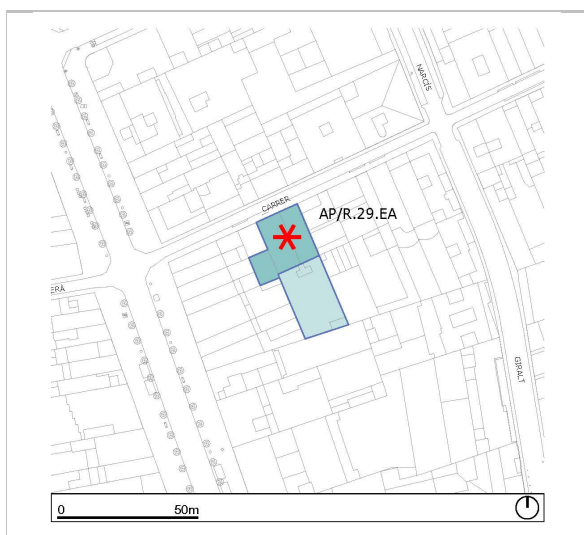 NARCÍS
CARRER
AP/R.29.EA
ERÀ
GIRALT
0 50m